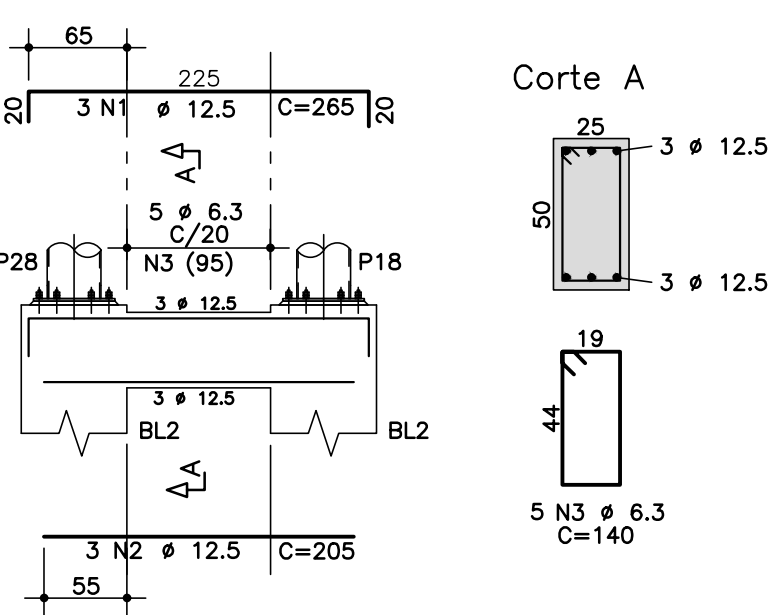 65
225
20
3 N1 ø 12.5 C=265
20
A
5 ø 6.3
C/20
N3 (95)
P28
P18
3 ø 12.5
3 ø 12.5
BL2
BL2
A
3 N2 ø 12.5 C=205
55
Corte A
25
3 ø 12.5
50
3 ø 12.5
19
44
5 N3 ø 6.3
C=140